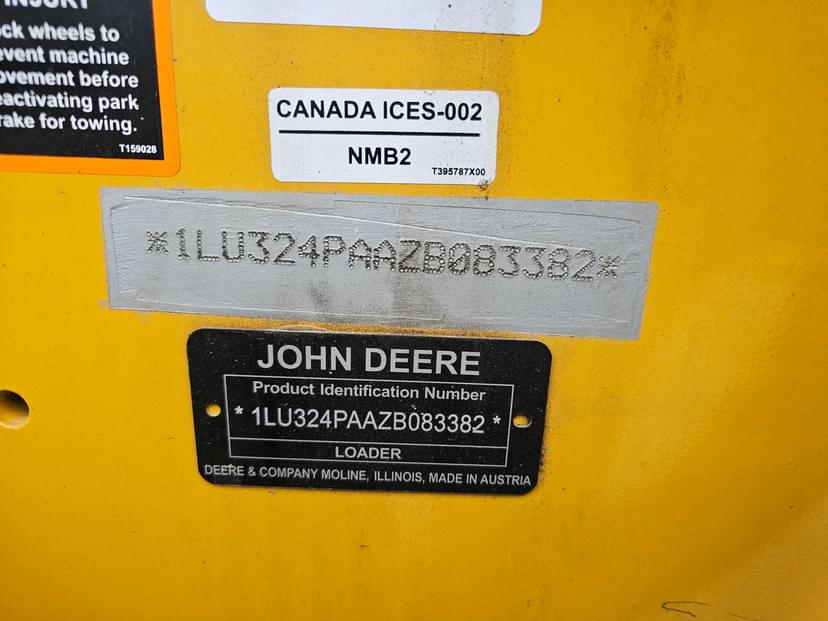 ck wheels to
event machine
ovement before
eactivating park
rake for towing.
T159028
CANADA ICES-002
NMB2
T395787X00
*1LU324PAAZB083382*
JOHN DEERE
Product Identification Number
* 1LU324PAAZB083382 *
LOADER
DEERE & COMPANY MOLINE, ILLINOIS, MADE IN AUSTRIA